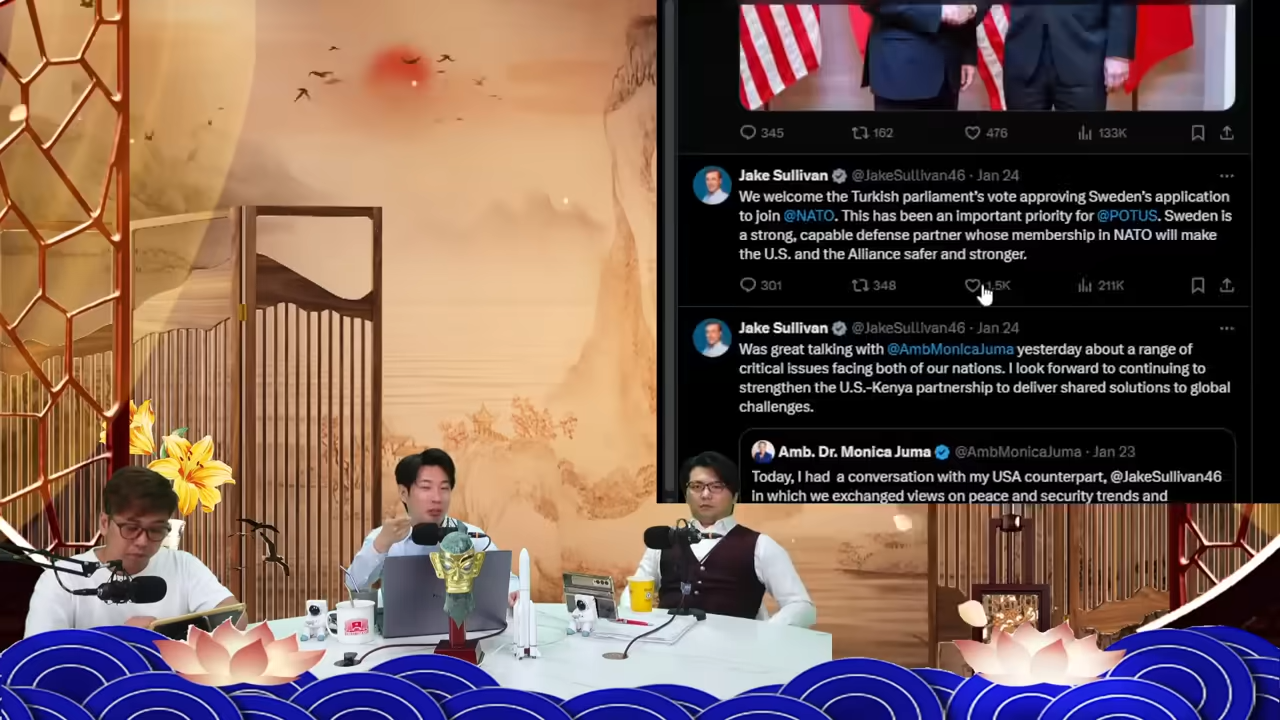 345 162 476 133K
Jake Sullivan @JakeSullivan46 · Jan 24
We welcome the Turkish parliament's vote approving Sweden's application
to join @NATO. This has been an important priority for @POTUS. Sweden is
a strong, capable defense partner whose membership in NATO will make
the U.S. and the Alliance safer and stronger.
301 348 1.5K 211K
Jake Sullivan @JakeSullivan46 · Jan 24
Was great talking with @AmbMonicaJuma yesterday about a range of
critical issues facing both of our nations. I look forward to continuing to
strengthen the U.S.-Kenya partnership to deliver shared solutions to global
challenges.
Amb. Dr. Monica Juma @AmbMonicaJuma · Jan 23
Today, I had a conversation with my USA counterpart, @JakeSullivan46
in which we exchanged views on peace and security trends and